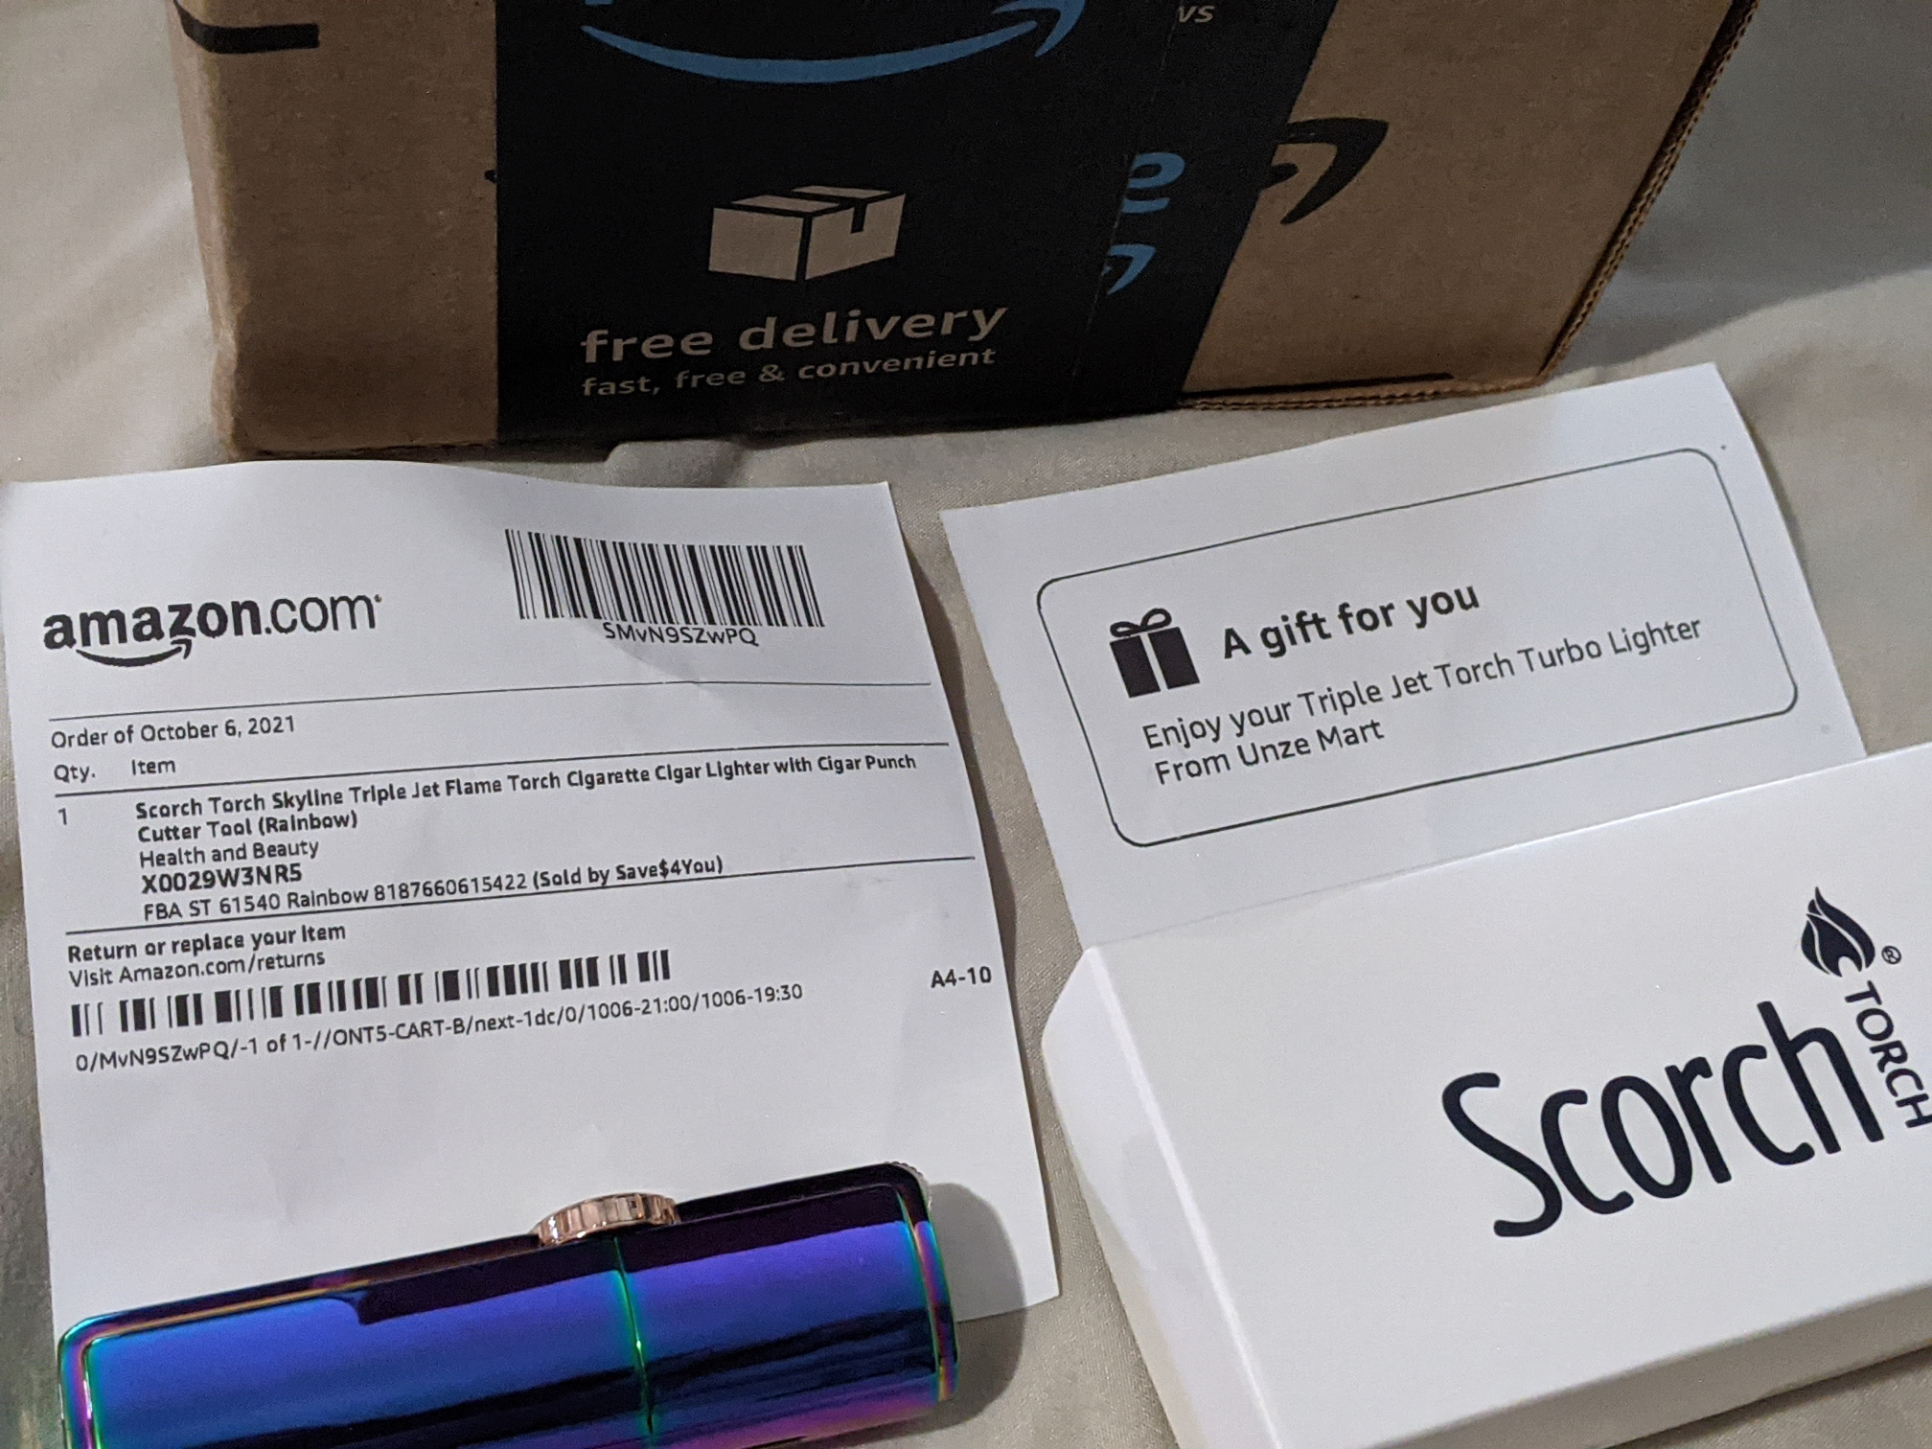 vs
e
free delivery
fast, free & convenient
amazon.com
SMvN9SZwPQ
Order of October 6, 2021
Qty. Item
1 Scorch Torch Skyline Triple Jet Flame Torch Cigarette Cigar Lighter with Cigar Punch
Cutter Tool (Rainbow)
Health and Beauty
X0029W3NR5
FBA ST 61540 Rainbow 8187660615422 (Sold by Save$4You)
Return or replace your item
Visit Amazon.com/returns
0/MvN9SZwPQ/-1 of 1-//ONT5-CART-B/next-1dc/0/1006-21:00/1006-19:30
A4-10
A gift for you
Enjoy your Triple Jet Torch Turbo Lighter
From Unze Mart
Scorch
TORCH
®